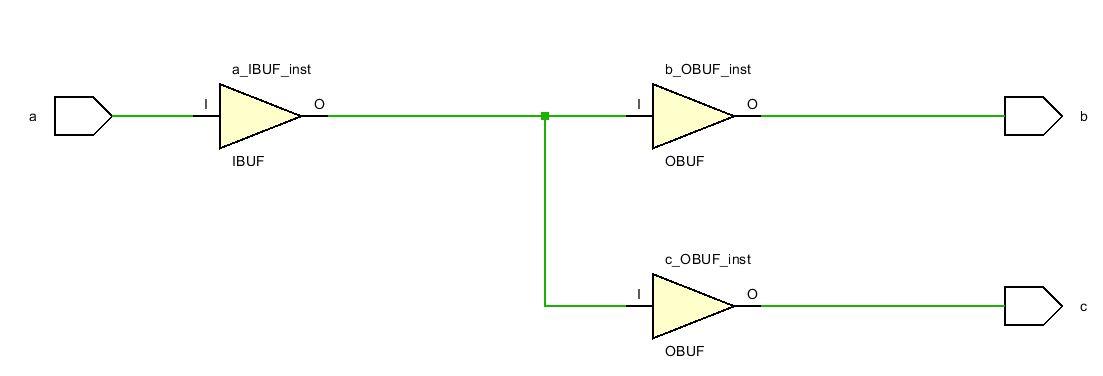 a_IBUF_inst
b_OBUF_inst
a
I
O
I
O
b
IBUF
OBUF
c_OBUF_inst
I
O
c
OBUF